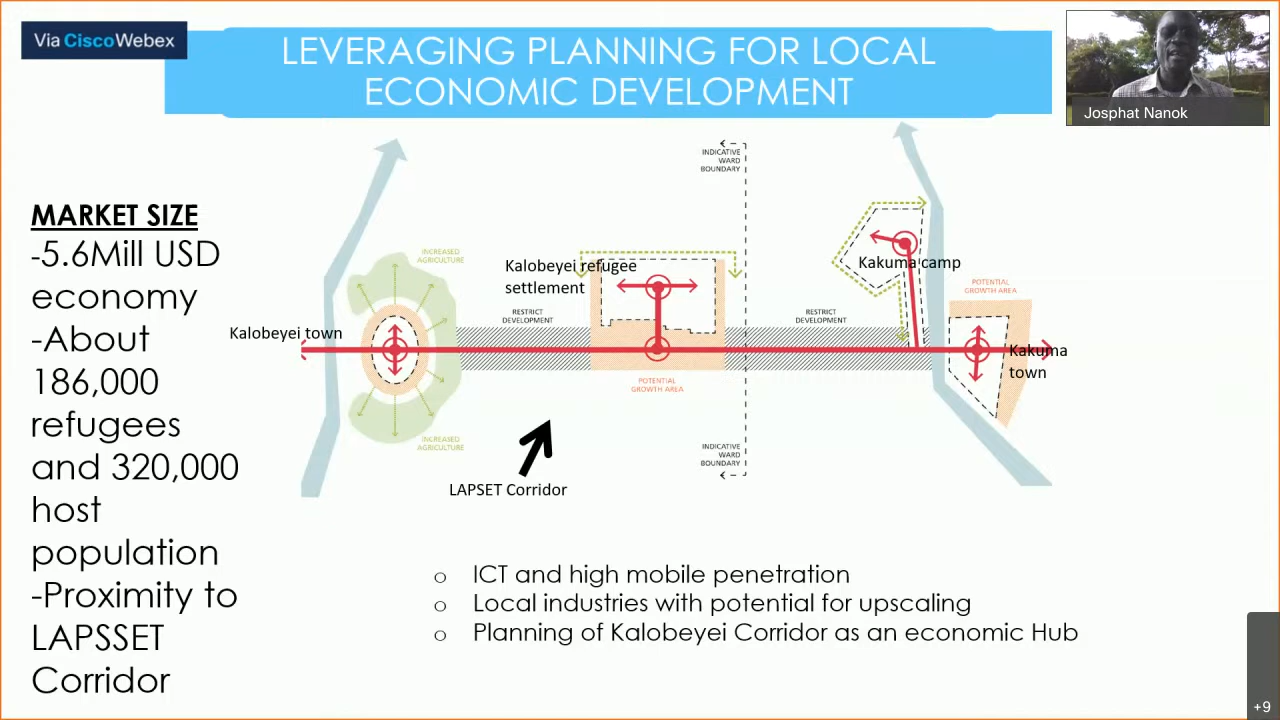 Via Cisco Webex
LEVERAGING PLANNING FOR LOCAL
ECONOMIC DEVELOPMENT
Josphat Nanok
MARKET SIZE
-5.6Mill USD
economy
-About
186,000
refugees
and 320,000
host
population
-Proximity to
LAPSSET
Corridor
INDICATIVE
WARD
BOUNDARY
INCREASED
AGRICULTURE
Kalobeyei refugee
settlement
Kakuma camp
POTENTIAL
GROWTH AREA
RESTRICT
DEVELOPMENT
RESTRICT
DEVELOPMENT
Kalobeyei town
Kakuma
town
POTENTIAL
GROWTH AREA
INCREASED
AGRICULTURE
INDICATIVE
WARD
BOUNDARY
LAPSET Corridor
o ICT and high mobile penetration
o Local industries with potential for upscaling
o Planning of Kalobeyei Corridor as an economic Hub
+9